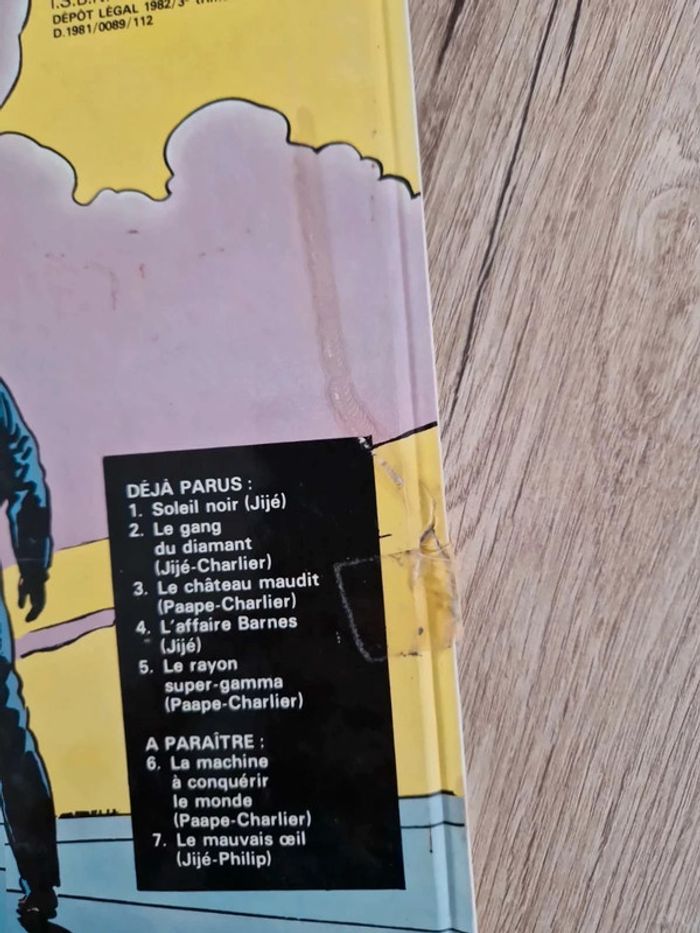 DÉPÔT LÉGAL 1982/3e
D.1981/0089/112
DÉJÀ PARUS :
1. Soleil noir (Jijé)
2. Le gang
du diamant
(Jijé-Charlier)
3. Le château maudit
(Paape-Charlier)
4. L'affaire Barnes
(Jijé)
5. Le rayon
super-gamma
(Paape-Charlier)
A PARAÎTRE :
6. La machine
à conquérir
le monde
(Paape-Charlier)
7. Le mauvais œil
(Jijé-Philip)